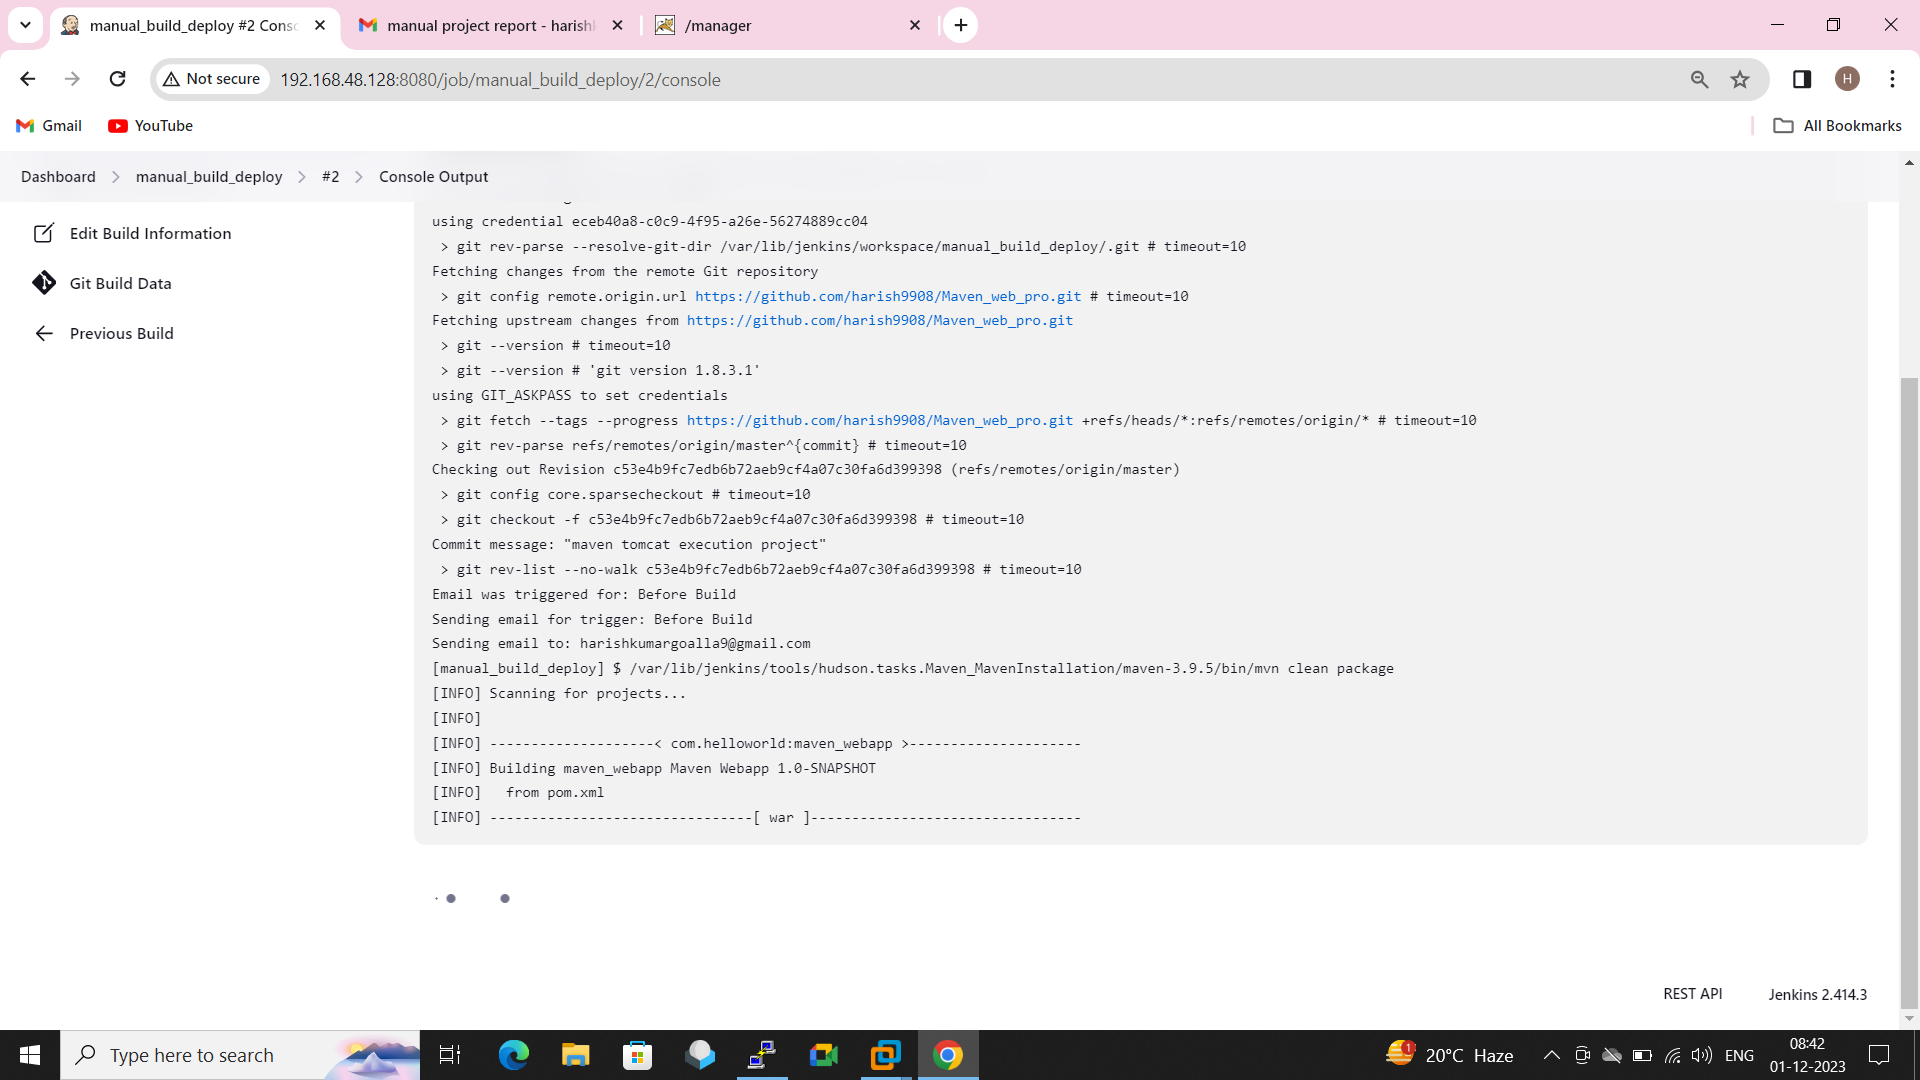 manual_build_deploy #2 Conso
manual project report - harishk
/manager
Not secure
192.168.48.128:8080/job/manual_build_deploy/2/console
H
Gmail
YouTube
All Bookmarks
Dashboard
manual_build_deploy
#2
Console Output
Edit Build Information
Git Build Data
Previous Build
using credential eceb40a8-c0c9-4f95-a26e-56274889cc04
> git rev-parse --resolve-git-dir /var/lib/jenkins/workspace/manual_build_deploy/.git # timeout=10
Fetching changes from the remote Git repository
> git config remote.origin.url https://github.com/harish9908/Maven_web_pro.git # timeout=10
Fetching upstream changes from https://github.com/harish9908/Maven_web_pro.git
> git --version # timeout=10
> git --version # 'git version 1.8.3.1'
using GIT_ASKPASS to set credentials
> git fetch --tags --progress https://github.com/harish9908/Maven_web_pro.git +refs/heads/*:refs/remotes/origin/* # timeout=10
> git rev-parse refs/remotes/origin/master^{commit} # timeout=10
Checking out Revision c53e4b9fc7edb6b72aeb9cf4a07c30fa6d399398 (refs/remotes/origin/master)
> git config core.sparsecheckout # timeout=10
> git checkout -f c53e4b9fc7edb6b72aeb9cf4a07c30fa6d399398 # timeout=10
Commit message: "maven tomcat execution project"
> git rev-list --no-walk c53e4b9fc7edb6b72aeb9cf4a07c30fa6d399398 # timeout=10
Email was triggered for: Before Build
Sending email for trigger: Before Build
Sending email to: harishkumargoalla9@gmail.com
[manual_build_deploy] $ /var/lib/jenkins/tools/hudson.tasks.Maven_MavenInstallation/maven-3.9.5/bin/mvn clean package
[INFO] Scanning for projects...
[INFO]
[INFO] --------------------< com.helloworld:maven_webapp >---------------------
[INFO] Building maven_webapp Maven Webapp 1.0-SNAPSHOT
[INFO]   from pom.xml
[INFO] --------------------------------[ war ]---------------------------------
REST API
Jenkins 2.414.3
Type here to search
1
20°C Haze
ENG
08:42
01-12-2023